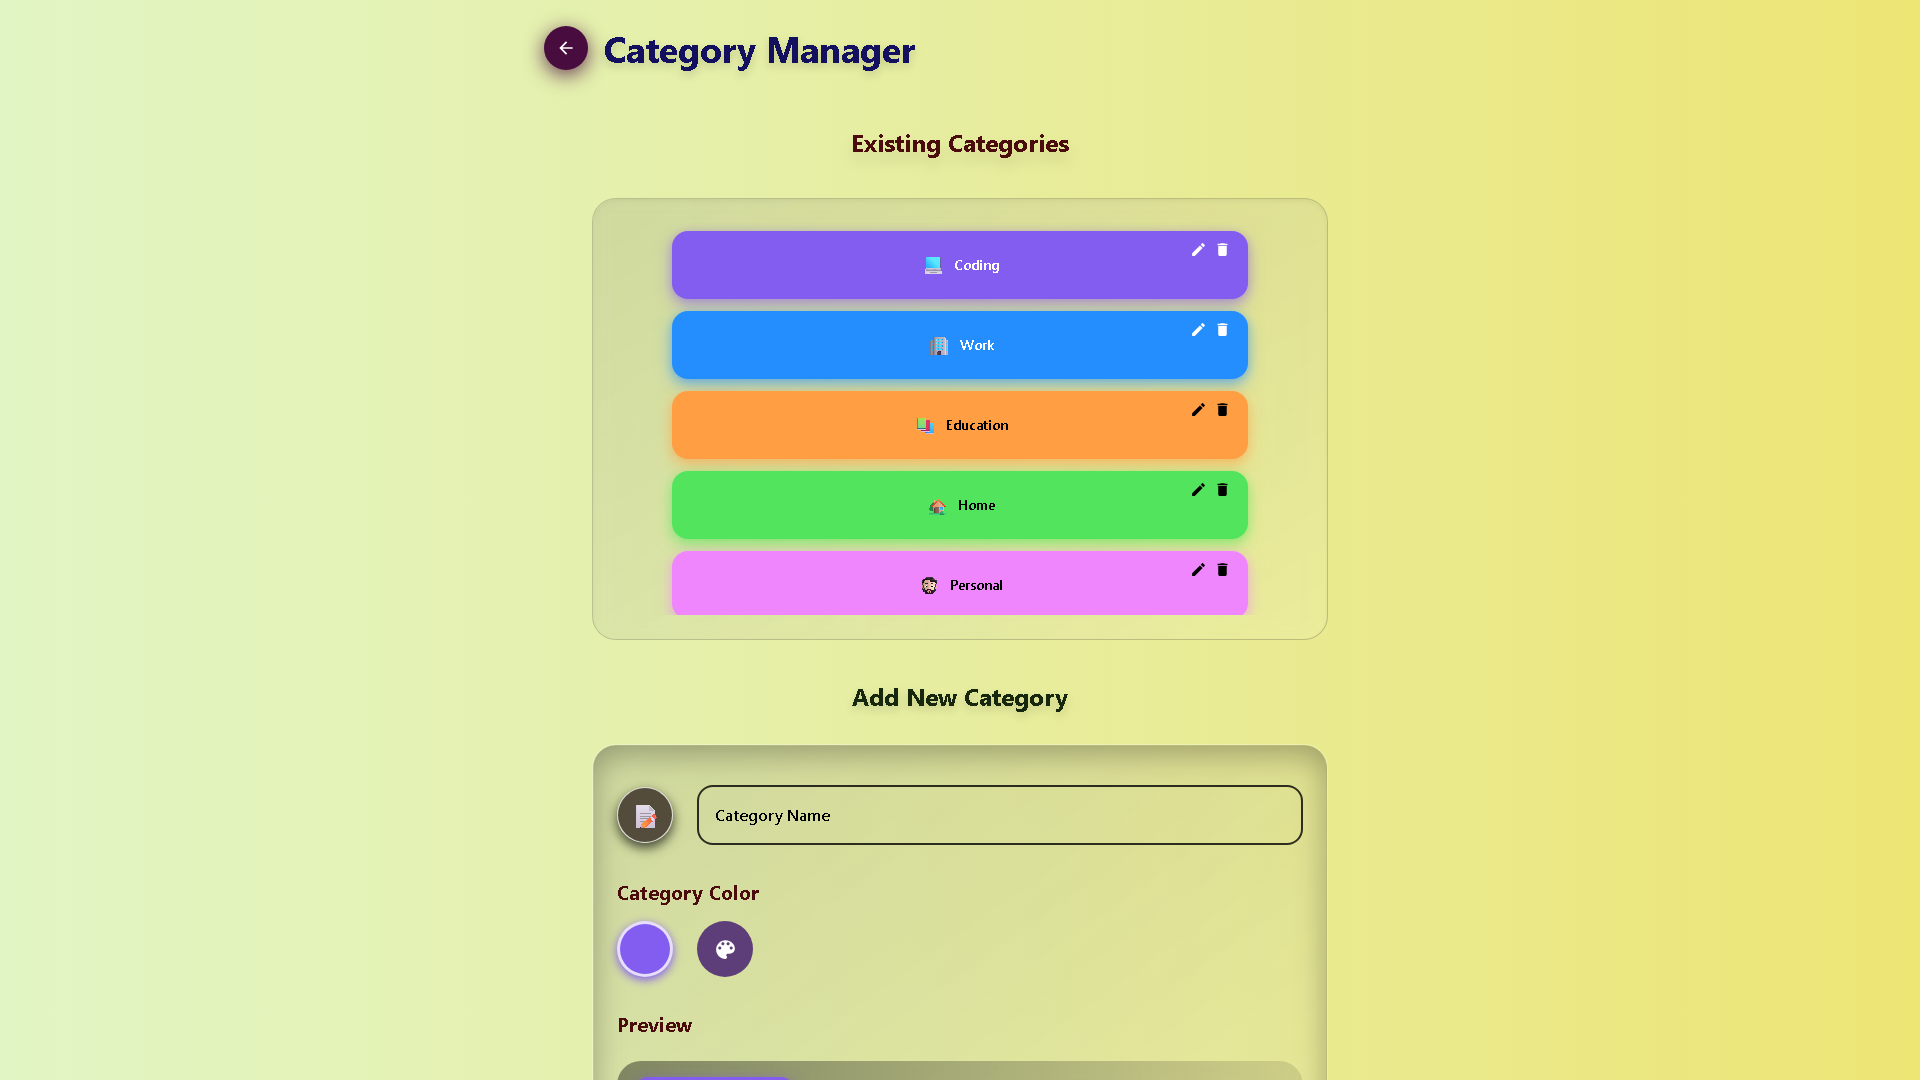 Category Manager
Existing Categories
Coding
Work
Education
Home
Personal
Add New Category
Category Name
Category Color
Preview